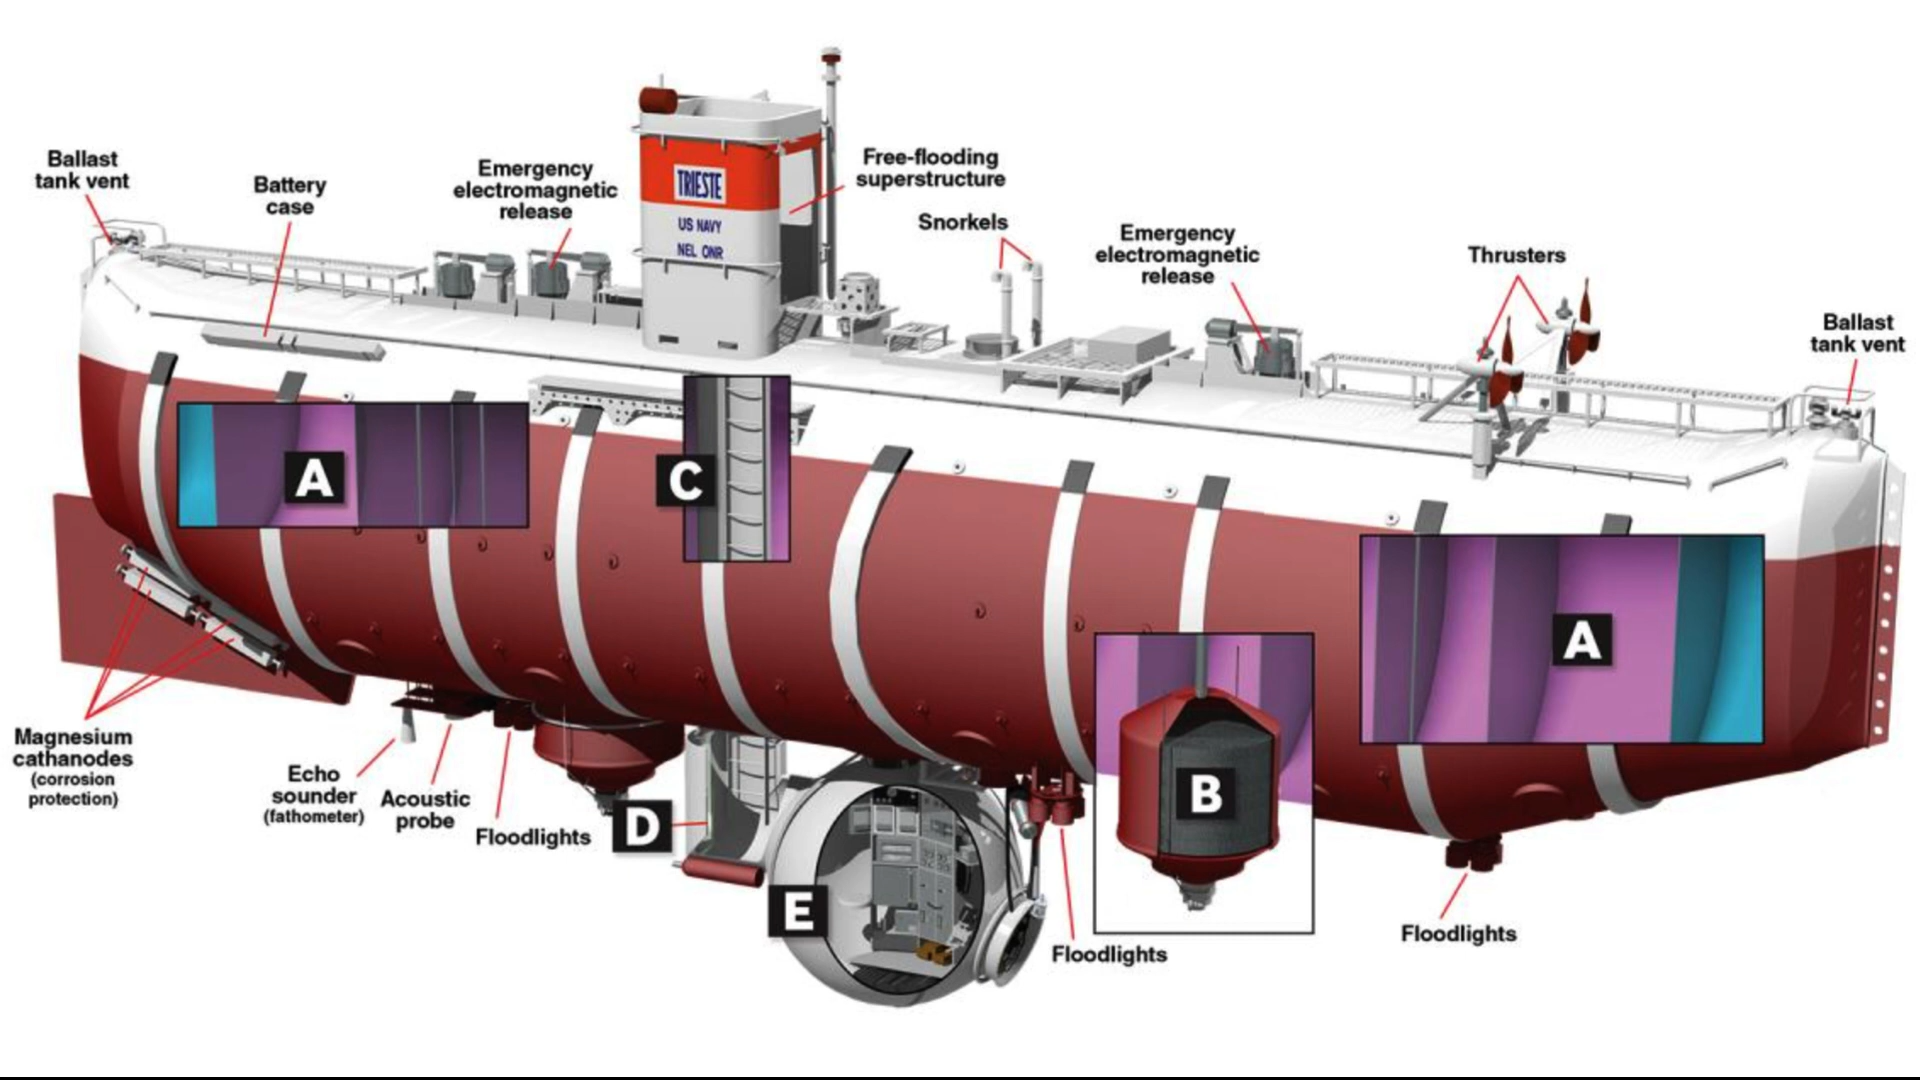 Ballast
tank vent
Battery
case
Emergency
electromagnetic
release
TRIESTE
US NAVY
NEL ONR
Free-flooding
superstructure
Snorkels
Emergency
electromagnetic
release
Thrusters
Ballast
tank vent
A
C
A
B
Magnesium
cathanodes
(corrosion
protection)
Echo
sounder
(fathometer)
Acoustic
probe
Floodlights
D
E
Floodlights
Floodlights